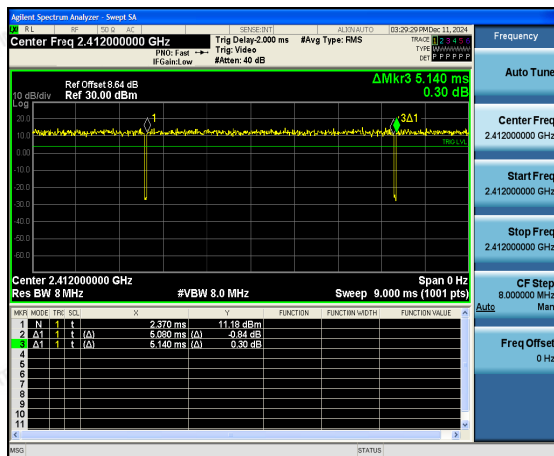 Agilent Spectrum Analyzer - Swept SA
RL RF 50 Ω AC SENSE:INT ALIGN AUTO 03:29:29 PM Dec 11, 2024
Center Freq 2.412000000 GHz
PNO: Fast
IFGain:Low
Trig Delay-2.000 ms
Trig: Video
#Atten: 40 dB
#Avg Type: RMS
TRACE 1 2 3 4 5 6
TYPE
DET P P P P P P
Frequency
Auto Tune
Center Freq
2.412000000 GHz
Start Freq
2.412000000 GHz
Stop Freq
2.412000000 GHz
CF Step
8.000000 MHz
Auto Man
Freq Offset
0 Hz
ΔMkr3 5.140 ms
0.30 dB
Ref Offset 8.64 dB
10 dB/div Ref 30.00 dBm
Log
20.0
10.0
0.00
-10.0
-20.0
-30.0
-40.0
-50.0
-60.0
1
3Δ1
TRIG LVL
Center 2.412000000 GHz Span 0 Hz
Res BW 8 MHz #VBW 8.0 MHz Sweep 9.000 ms (1001 pts)
MKR MODE TRC SCL X Y FUNCTION FUNCTION WIDTH FUNCTION VALUE
1 N 1 t 2.370 ms 11.18 dBm
2 Δ1 1 t (Δ) 5.080 ms (Δ) -0.84 dB
3 Δ1 1 t (Δ) 5.140 ms (Δ) 0.30 dB
4
5
6
7
8
9
10
11
MSG STATUS